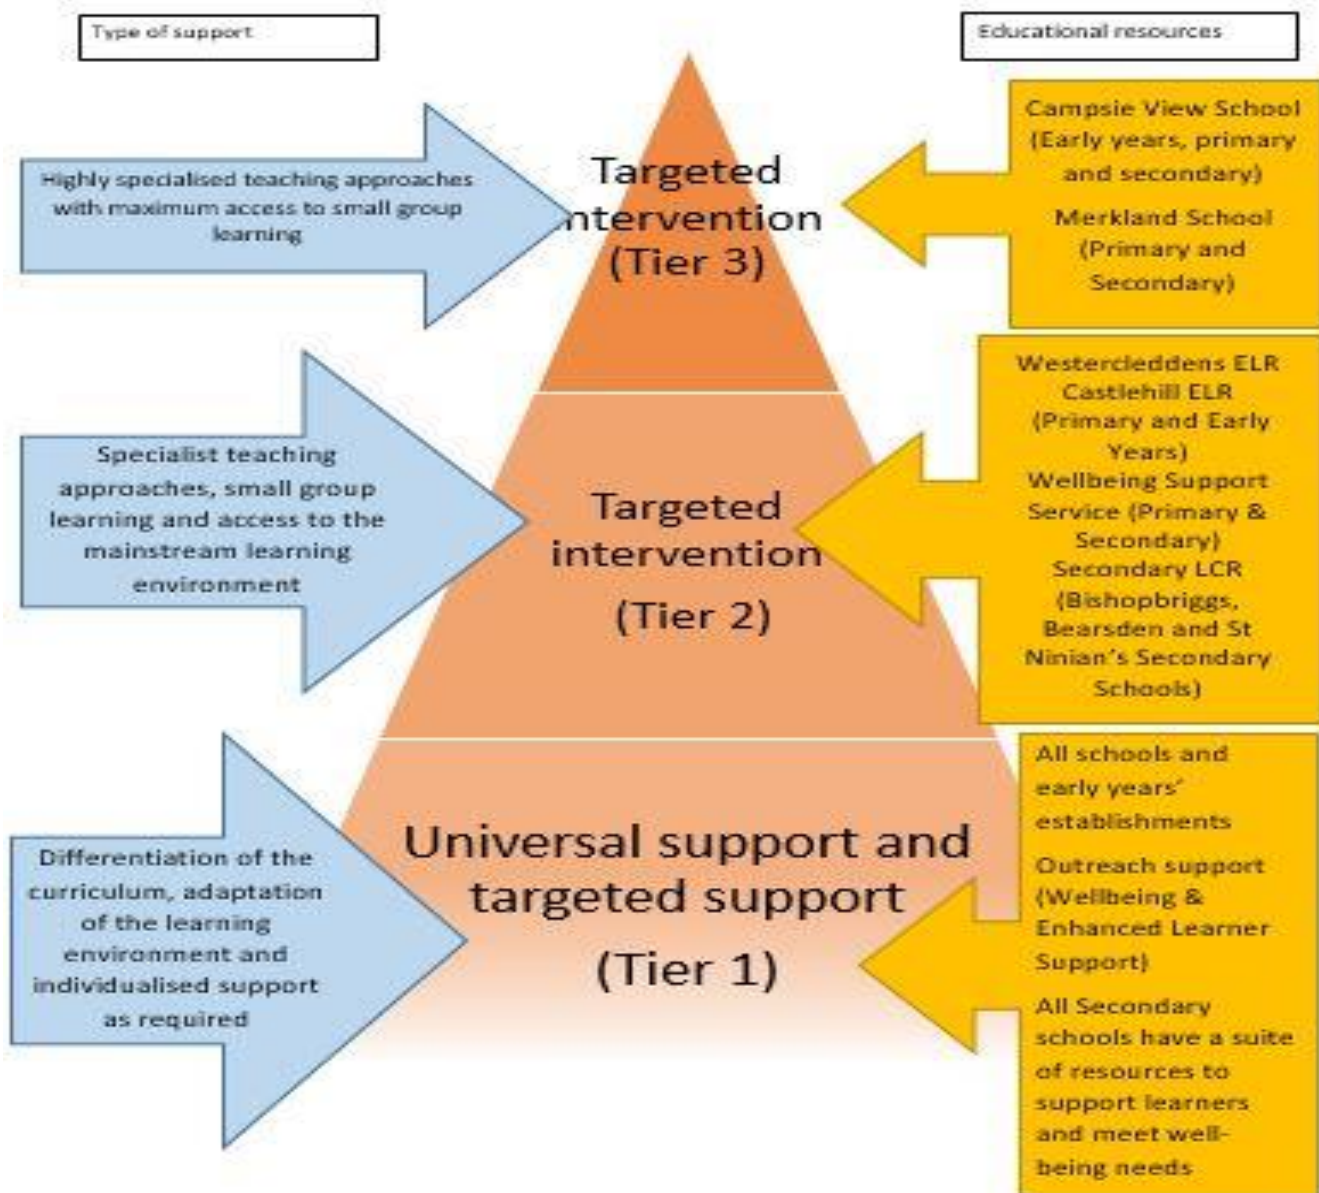 Type of support
Educational resources
Highly specialised teaching approaches
with maximum access to small group
learning
Targeted
intervention
(Tier 3)
Campsie View School
(Early years, primary
and secondary)
Merkland School
(Primary and
Secondary)
Specialist teaching
approaches, small group
learning and access to the
mainstream learning
environment
Targeted
intervention
(Tier 2)
Westercleddens ELR
Castlehill ELR
(Primary and Early
Years)
Wellbeing Support
Service (Primary &
Secondary)
Secondary LCR
(Bishopbriggs,
Bearsden and St
Ninian's Secondary
Schools)
Differentiation of the
curriculum, adaptation
of the learning
environment and
individualised support
as required
Universal support and
targeted support
(Tier 1)
All schools and
early years'
establishments
Outreach support
(Wellbeing &
Enhanced Learner
Support)
All Secondary
schools have a suite
of resources to
support learners
and meet well-
being needs